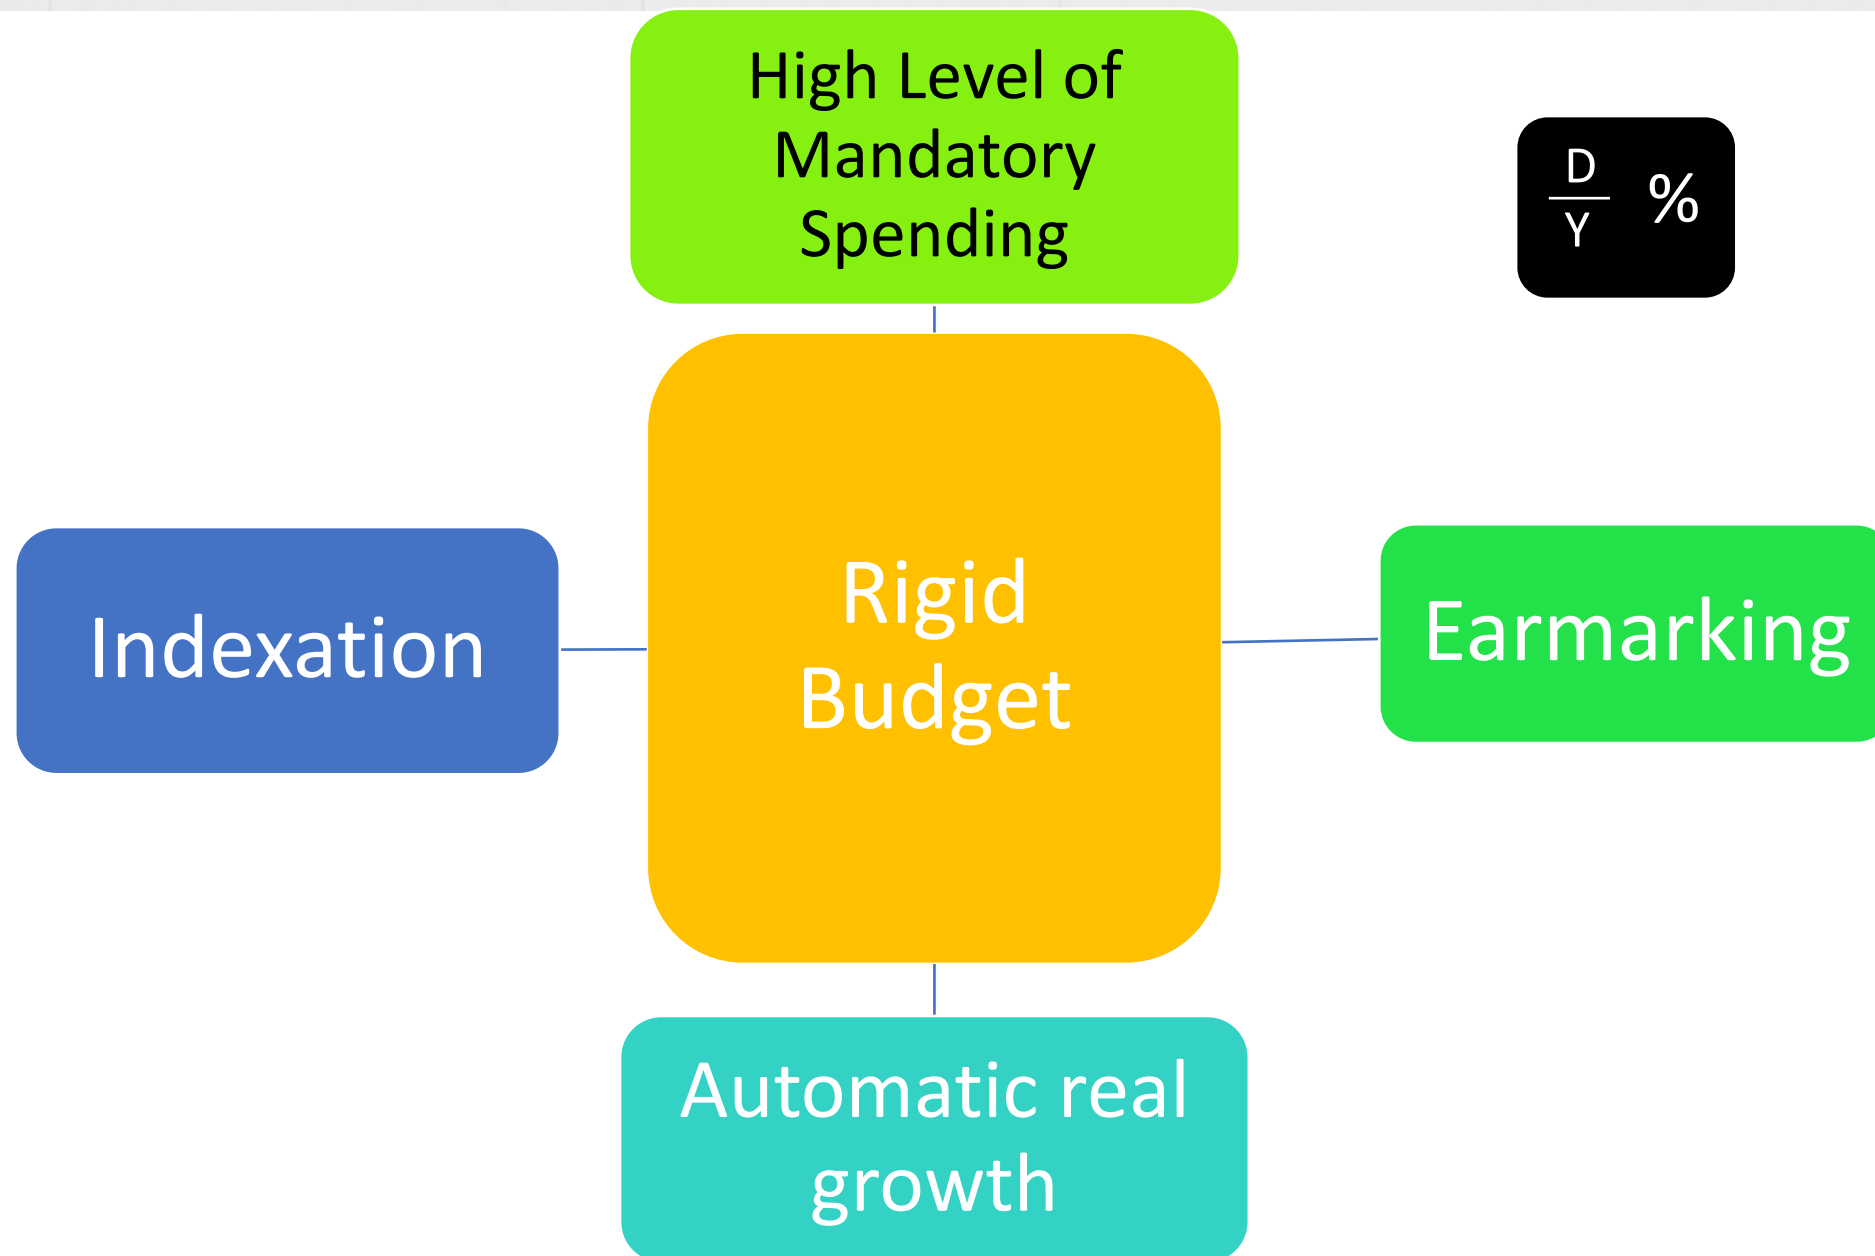 High Level of
Mandatory
Spending
D
Y
%
Indexation
Rigid
Budget
Earmarking
Automatic real
growth